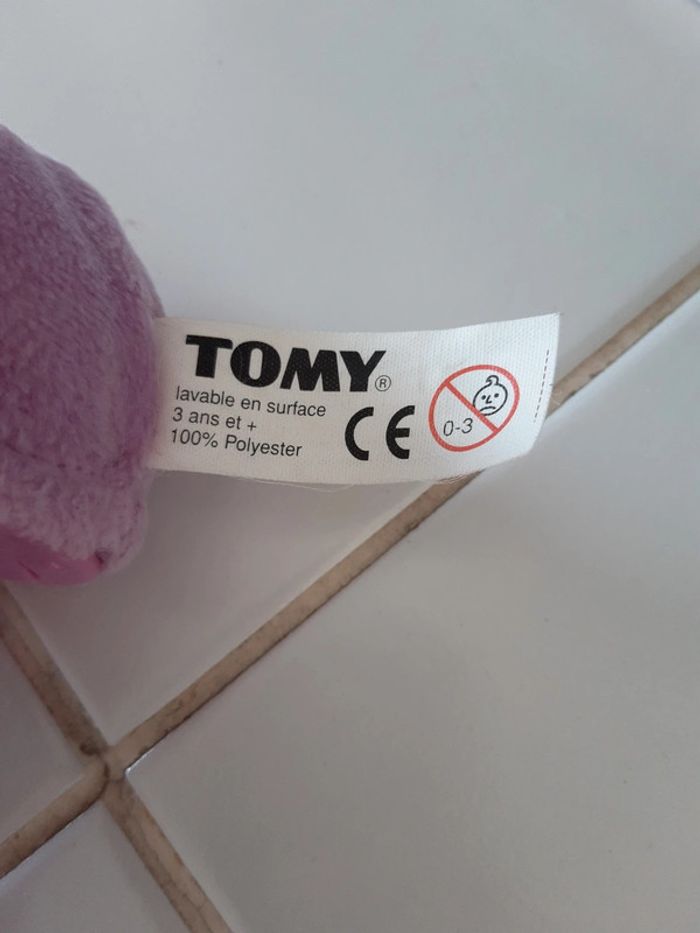 TOMY®
lavable en surface
3 ans et +
100% Polyester
CE
0-3